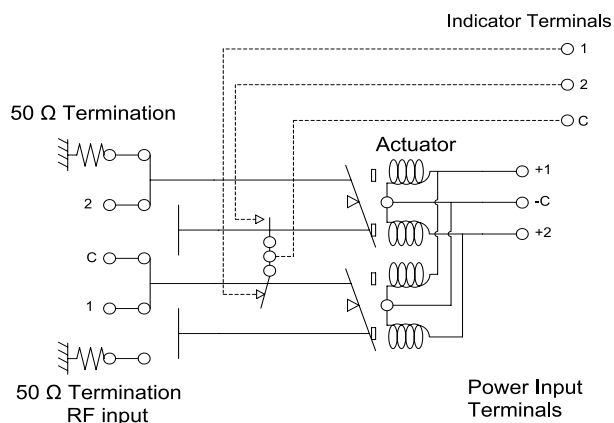 Indicator Terminals
1
2
C
50 Ω Termination
Actuator
+1
-C
+2
2
C
1
50 Ω Termination
RF input
Power Input
Terminals